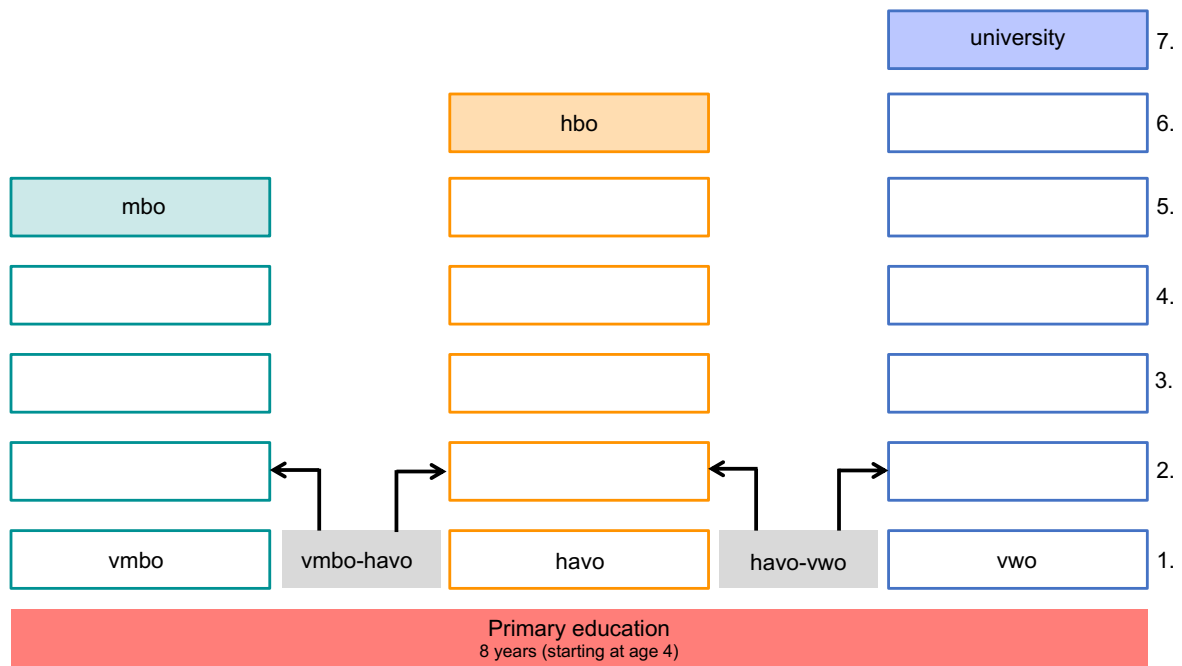 university
7.
hbo
6.
mbo
5.
4.
3.
2.
vmbo
vmbo-havo
havo
havo-vwo
vwo
1.
Primary education
8 years (starting at age 4)